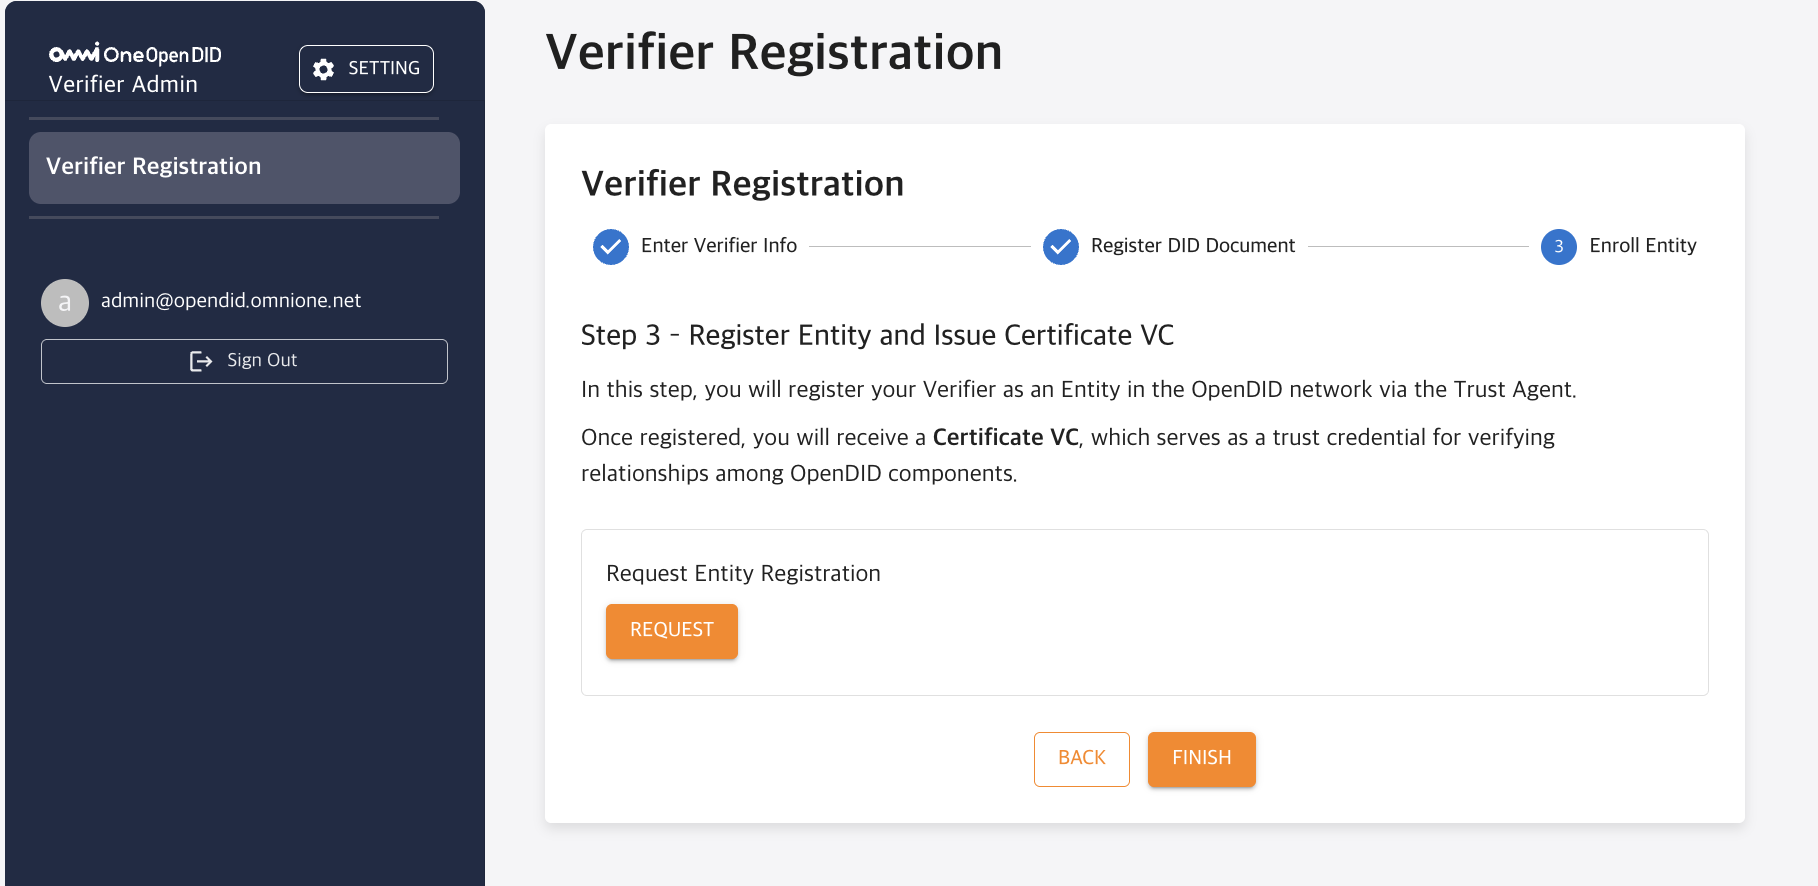 Omni One Open DID
Verifier Admin
SETTING
Verifier Registration
a
admin@opendid.omnione.net
Sign Out
Verifier Registration
Verifier Registration
Enter Verifier Info
Register DID Document
3
Enroll Entity
Step 3 - Register Entity and Issue Certificate VC
In this step, you will register your Verifier as an Entity in the OpenDID network via the Trust Agent.
Once registered, you will receive a Certificate VC, which serves as a trust credential for verifying
relationships among OpenDID components.
Request Entity Registration
REQUEST
BACK
FINISH